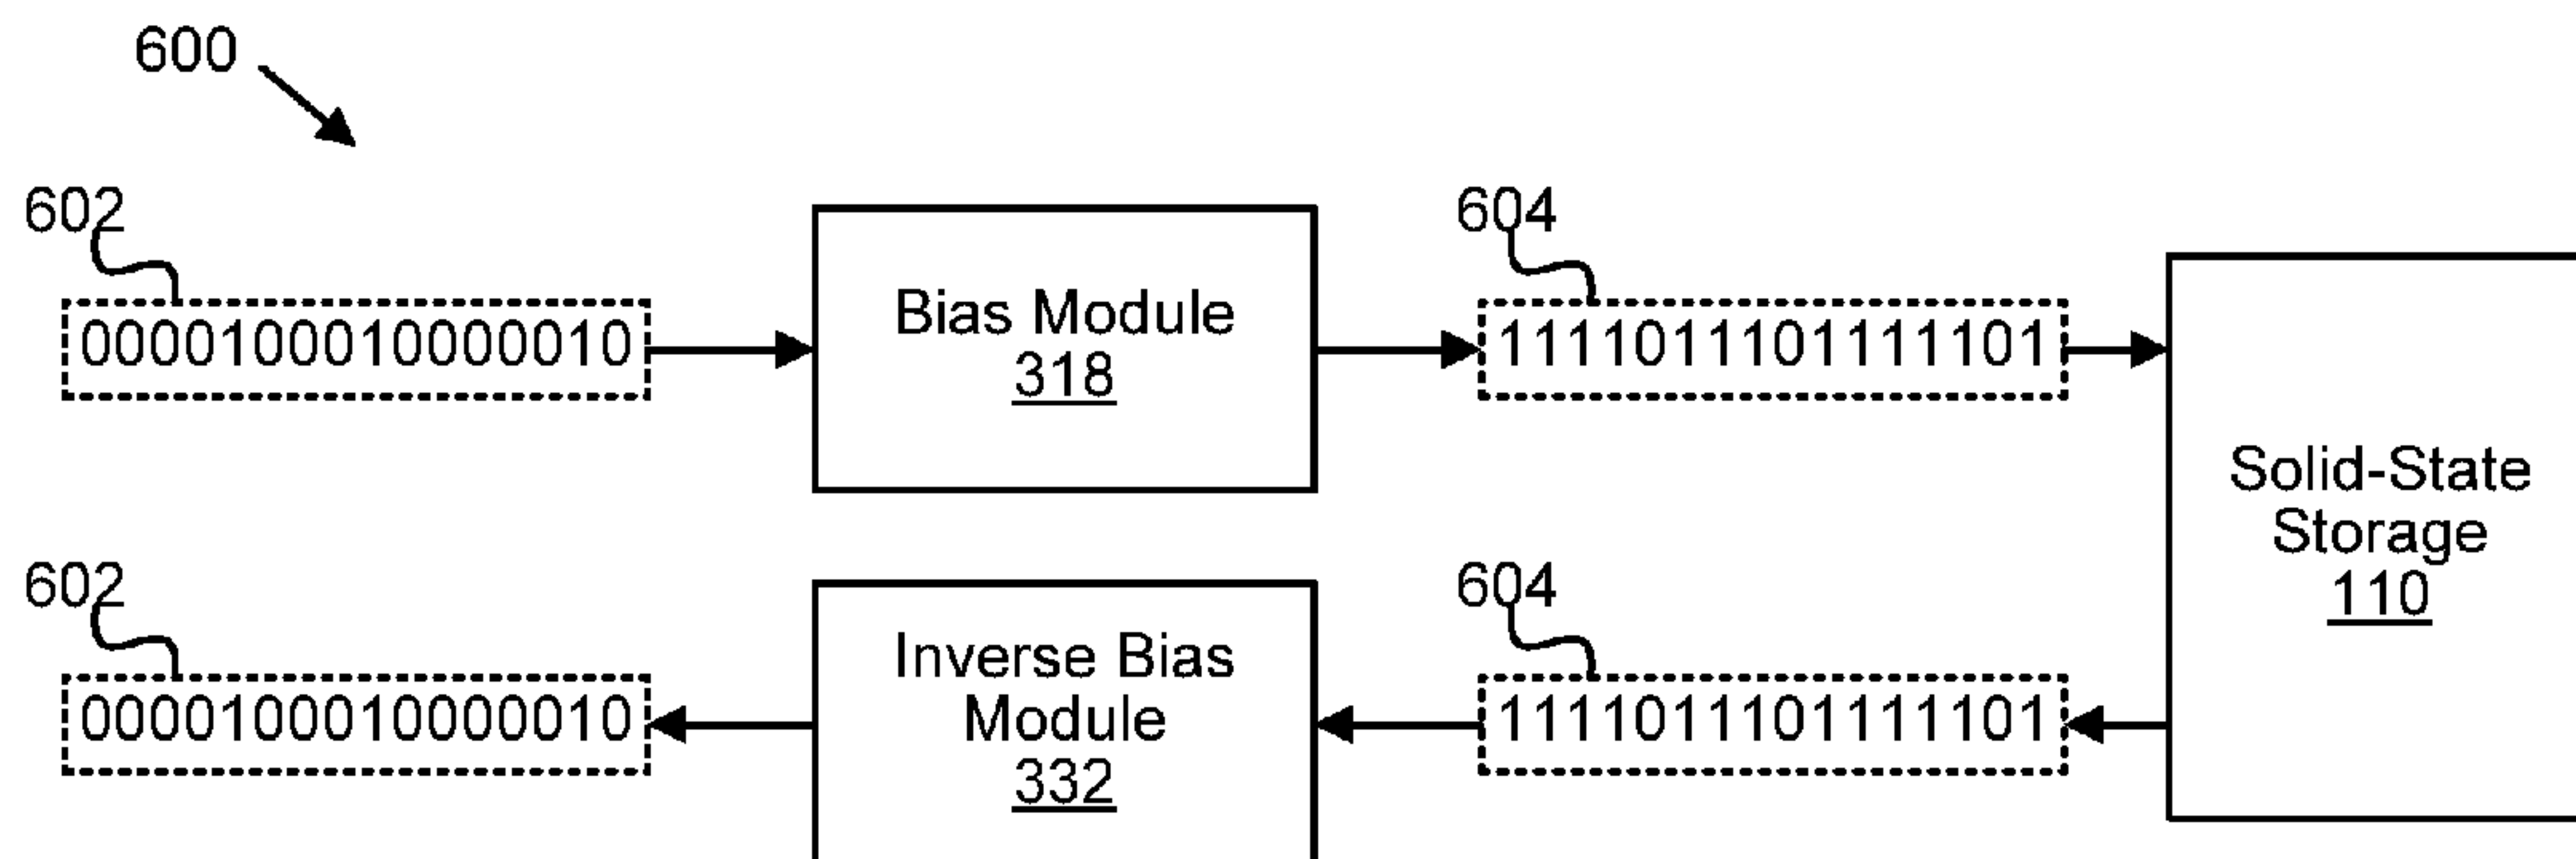 600
602
604
0000100010000010
Bias Module
318
1111011101111101
Solid-State
Storage
110
602
604
0000100010000010
Inverse Bias
Module
332
1111011101111101